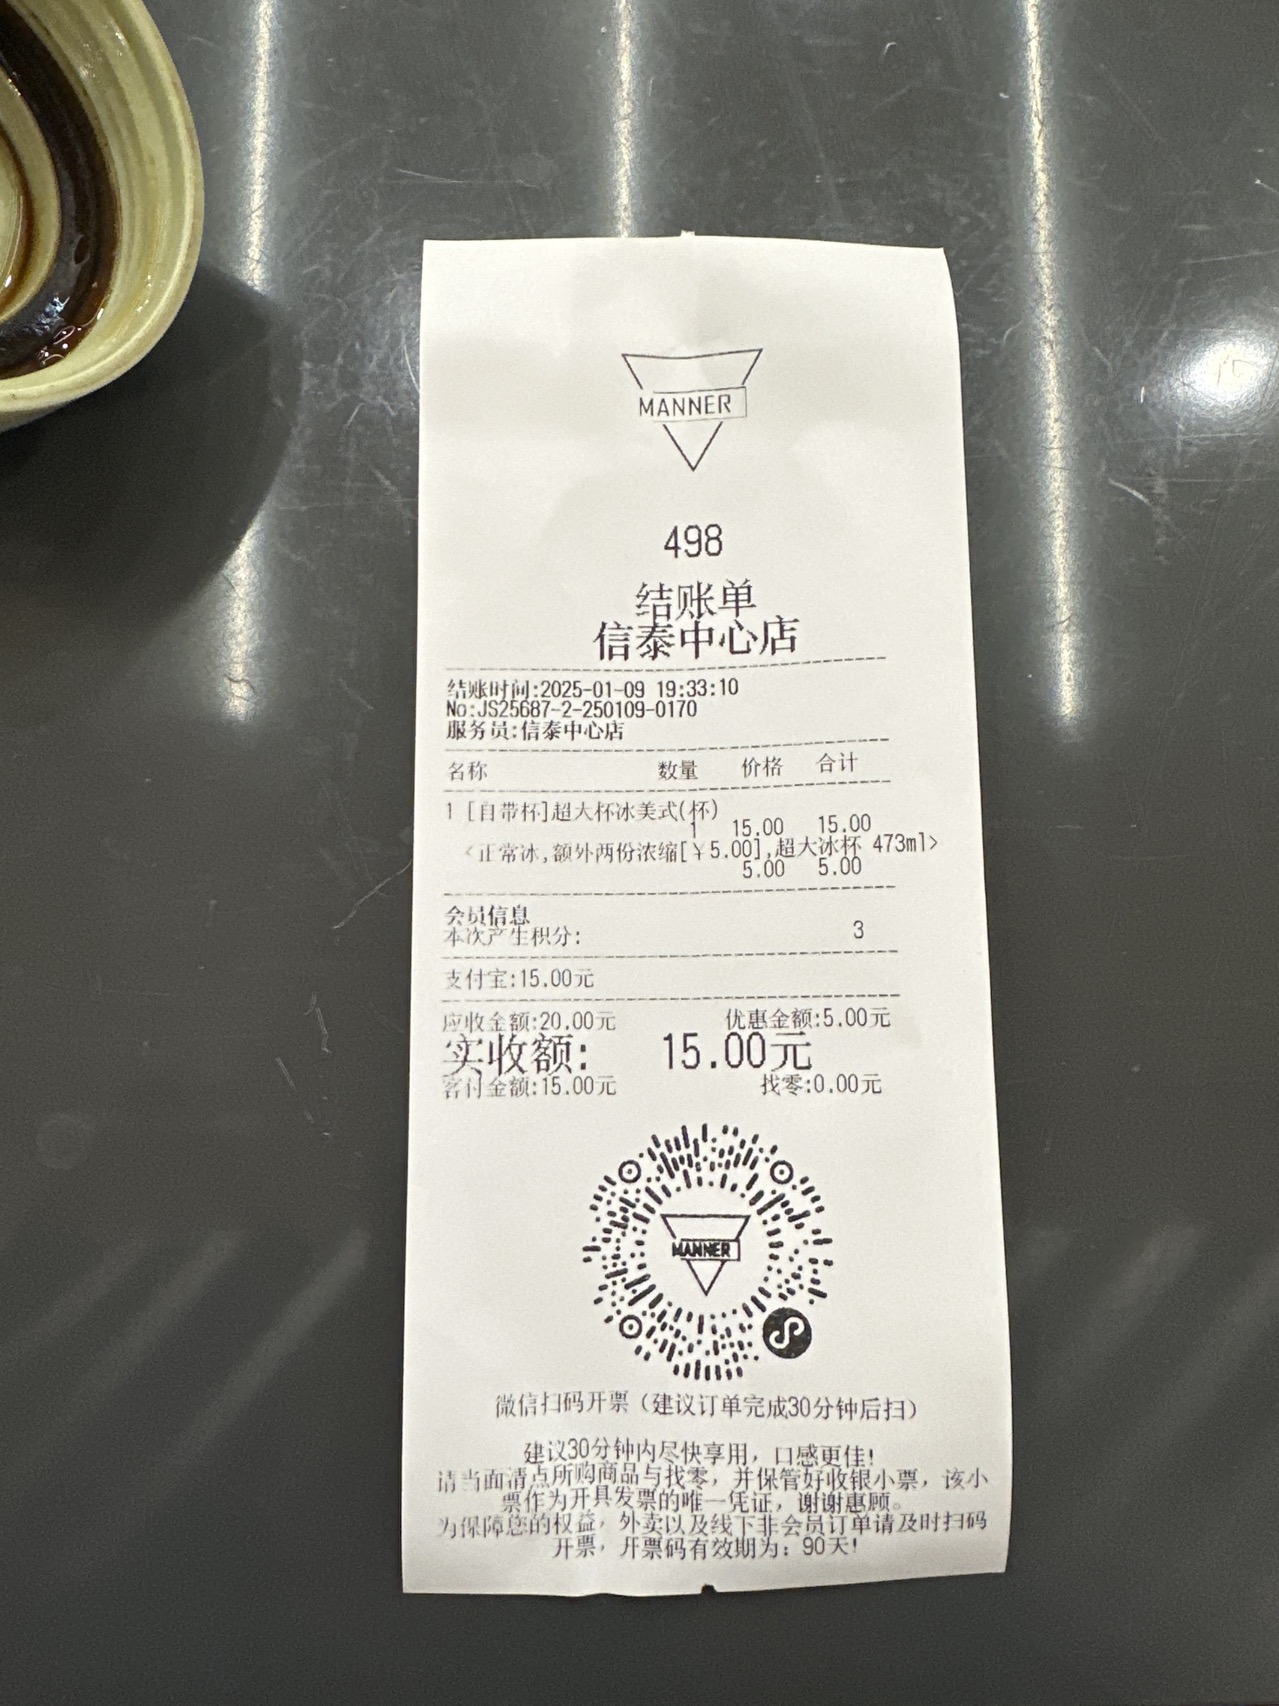 MANNER
498
结账单
信泰中心店
结账时间:2025-01-09 19:33:10
No:JS25687-2-250109-0170
服务员:信泰中心店
名称 数量 价格 合计
1 [自带杯]超大杯冰美式(杯)
1 15.00 15.00
<正常冰,额外两份浓缩[￥5.00],超大冰杯 473ml>
5.00 5.00
会员信息
本次产生积分: 3
支付宝:15.00元
应收金额:20.00元 优惠金额:5.00元
实收额: 15.00元
客付金额:15.00元 找零:0.00元
MANNER
微信扫码开票（建议订单完成30分钟后扫）
建议30分钟内尽快享用，口感更佳!
请当面清点所购商品与找零，并保管好收银小票，该小
票作为开具发票的唯一凭证，谢谢惠顾。
为保障您的权益，外卖以及线下非会员订单请及时扫码
开票，开票码有效期为：90天!